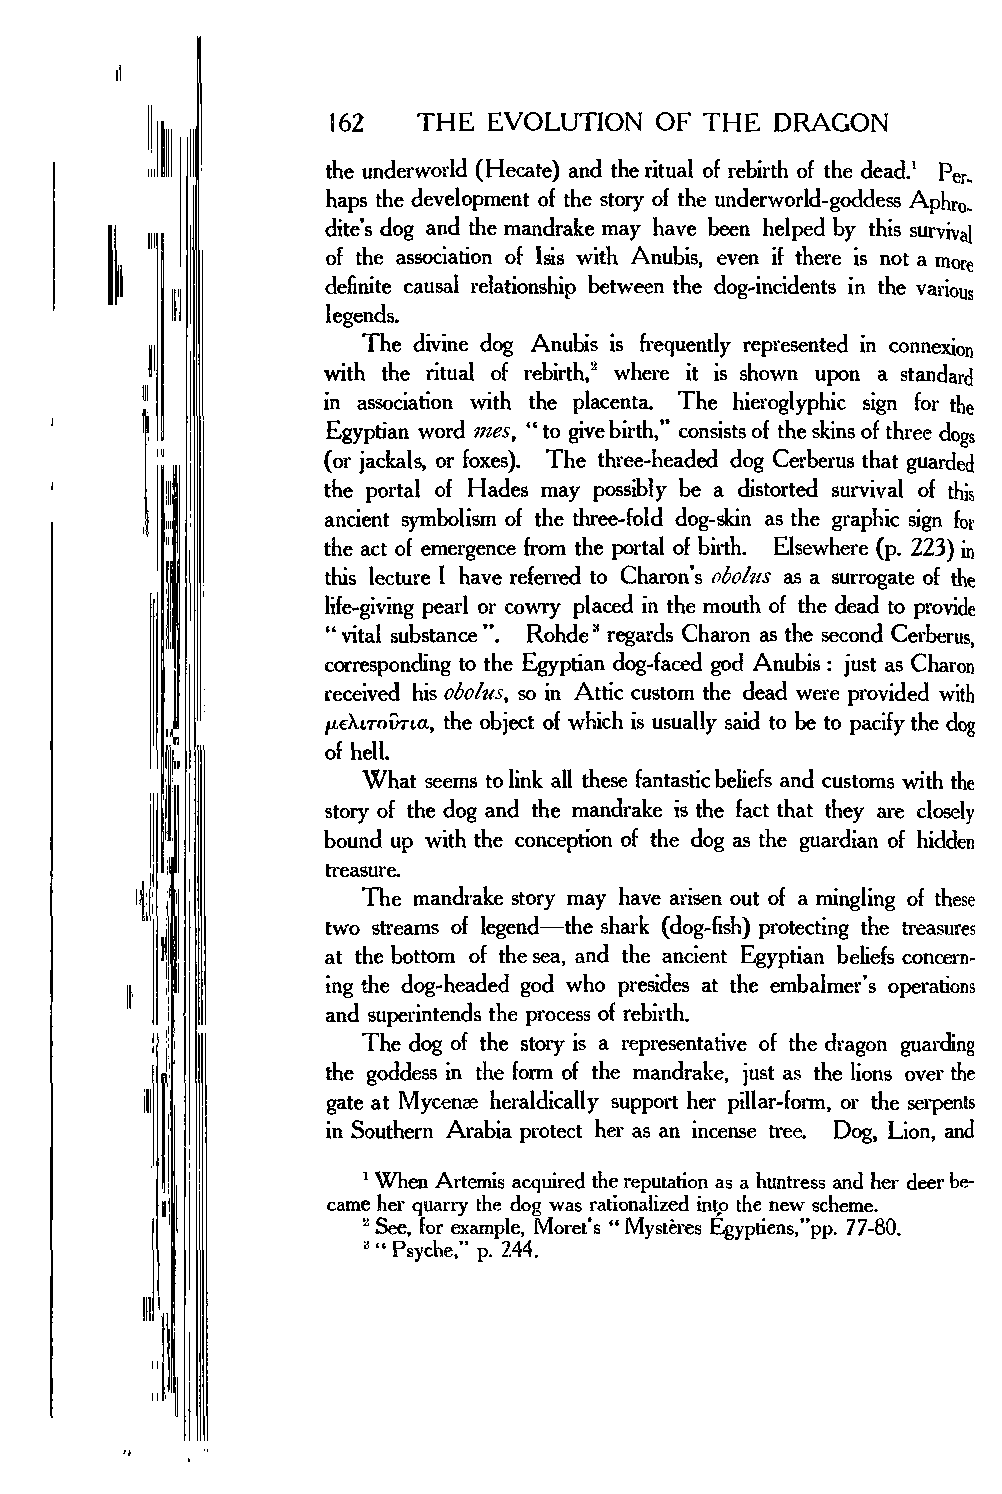 162 THE EVOLUTION OF THE DRAGON
the underworld (Hecate) and the ritual of rebirth of the dead.¹ Per-
haps the development of the story of the underworld-goddess Aphro-
dite's dog and the mandrake may have been helped by this survival
of the association of Isis with Anubis, even if there is not a more
definite causal relationship between the dog-incidents in the various
legends.
The divine dog Anubis is frequently represented in connexion
with the ritual of rebirth,² where it is shown upon a standard
in association with the placenta. The hieroglyphic sign for the
Egyptian word mes, “ to give birth,” consists of the skins of three dogs
(or jackals, or foxes). The three-headed dog Cerberus that guarded
the portal of Hades may possibly be a distorted survival of this
ancient symbolism of the three-fold dog-skin as the graphic sign for
the act of emergence from the portal of birth. Elsewhere (p. 223) in
this lecture I have referred to Charon's obolus as a surrogate of the
life-giving pearl or cowry placed in the mouth of the dead to provide
“ vital substance ”. Rohde³ regards Charon as the second Cerberus,
corresponding to the Egyptian dog-faced god Anubis : just as Charon
received his obolus, so in Attic custom the dead were provided with
μελιτοῦτια, the object of which is usually said to be to pacify the dog
of hell.
What seems to link all these fantastic beliefs and customs with the
story of the dog and the mandrake is the fact that they are closely
bound up with the conception of the dog as the guardian of hidden
treasure.
The mandrake story may have arisen out of a mingling of these
two streams of legend—the shark (dog-fish) protecting the treasures
at the bottom of the sea, and the ancient Egyptian beliefs concern-
ing the dog-headed god who presides at the embalmer's operations
and superintends the process of rebirth.
The dog of the story is a representative of the dragon guarding
the goddess in the form of the mandrake, just as the lions over the
gate at Mycenæ heraldically support her pillar-form, or the serpents
in Southern Arabia protect her as an incense tree. Dog, Lion, and
¹ When Artemis acquired the reputation as a huntress and her deer be-
came her quarry the dog was rationalized into the new scheme.
² See, for example, Moret's “ Mystères Égyptiens,” pp. 77-80.
³ “ Psyche,” p. 244.